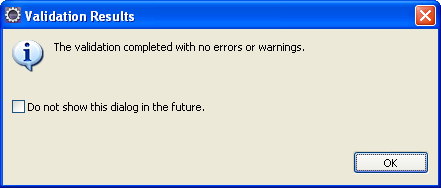 Validation Results
The validation completed with no errors or warnings.
Do not show this dialog in the future.
OK